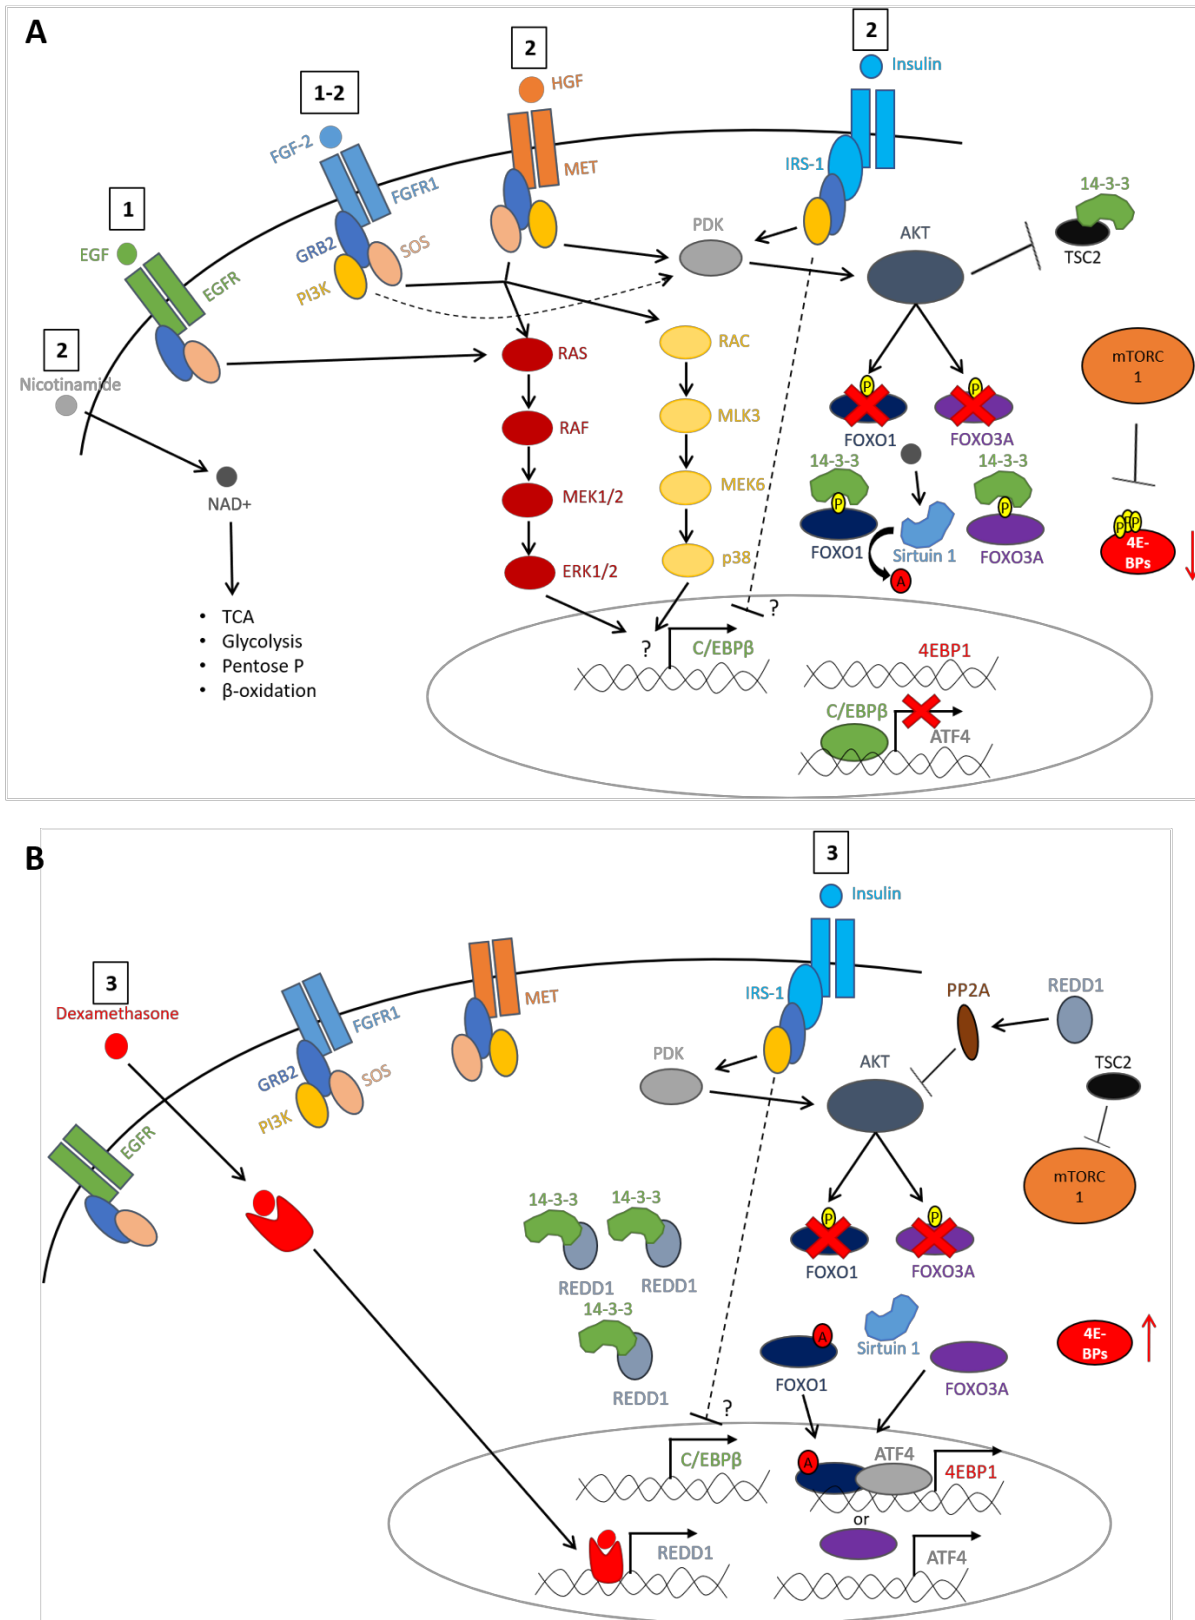 A
2
Insulin
2
HGF
1-2
FGF-2
FGFR1
MET
IRS-1
14-3-3
TSC2
1
EGF
EGFR
GRB2
SOS
PI3K
PDK
AKT
2
Nicotinamide
NAD+
RAS
RAC
mTORC
1
P
P
FOXO1
FOXO3A
RAF
MLK3
14-3-3
14-3-3
MEK1/2
MEK6
P
P
FOXO1
Sirtuin 1
FOXO3A
P
P
P
4E-
BPs
ERK1/2
p38
A
• TCA
• Glycolysis
• Pentose P
• β-oxidation
?
?
C/EBPβ
4EBP1
C/EBPβ
ATF4
B
3
Insulin
3
Dexamethasone
FGFR1
MET
IRS-1
PP2A
REDD1
GRB2
SOS
PI3K
PDK
AKT
TSC2
EGFR
mTORC
1
14-3-3
14-3-3
REDD1
REDD1
14-3-3
REDD1
P
P
FOXO1
FOXO3A
Sirtuin 1
A
FOXO1
FOXO3A
4E-
BPs
?
C/EBPβ
A
ATF4
4EBP1
or
REDD1
ATF4